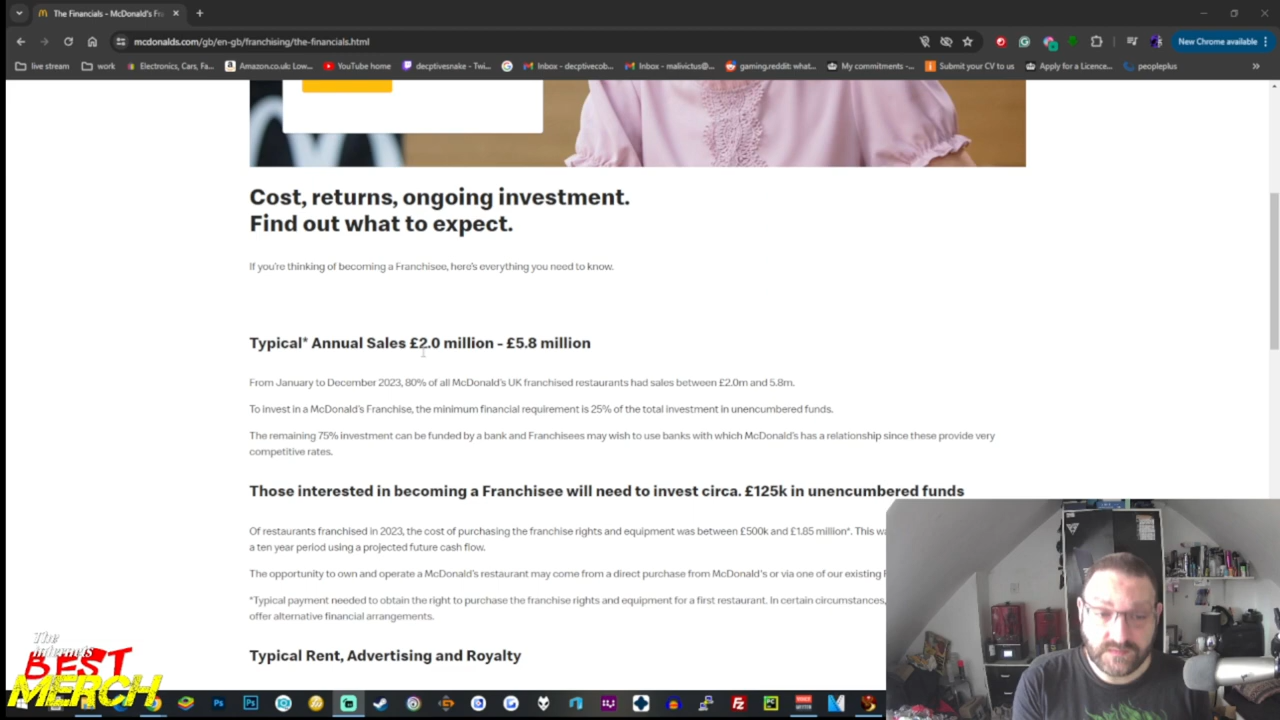 The Financials - McDonald's Fr
mcdonalds.com/gb/en-gb/franchising/the-financials.html
New Chrome available
live stream
work
Electronics, Cars, Fa...
Amazon.co.uk: Low...
YouTube home
decptivesnake - Twi...
Inbox - decptivecob...
Inbox - malivictus@...
gaming.reddit: what...
My commitments -...
Submit your CV to us
Apply for a Licence...
peopleplus
Cost, returns, ongoing investment.
Find out what to expect.
If you're thinking of becoming a Franchisee, here's everything you need to know.
Typical* Annual Sales £2.0 million - £5.8 million
From January to December 2023, 80% of all McDonald's UK franchised restaurants had sales between £2.0m and 5.8m.
To invest in a McDonald's Franchise, the minimum financial requirement is 25% of the total investment in unencumbered funds.
The remaining 75% investment can be funded by a bank and Franchisees may wish to use banks with which McDonald's has a relationship since these provide very
competitive rates.
Those interested in becoming a Franchisee will need to invest circa. £125k in unencumbered funds
Of restaurants franchised in 2023, the cost of purchasing the franchise rights and equipment was between £500k and £1.85 million*. This wa
a ten year period using a projected future cash flow.
The opportunity to own and operate a McDonald's restaurant may come from a direct purchase from McDonald's or via one of our existing F
*Typical payment needed to obtain the right to purchase the franchise rights and equipment for a first restaurant. In certain circumstances,
offer alternative financial arrangements.
Typical Rent, Advertising and Royalty
The
Internets
BEST
MERCH